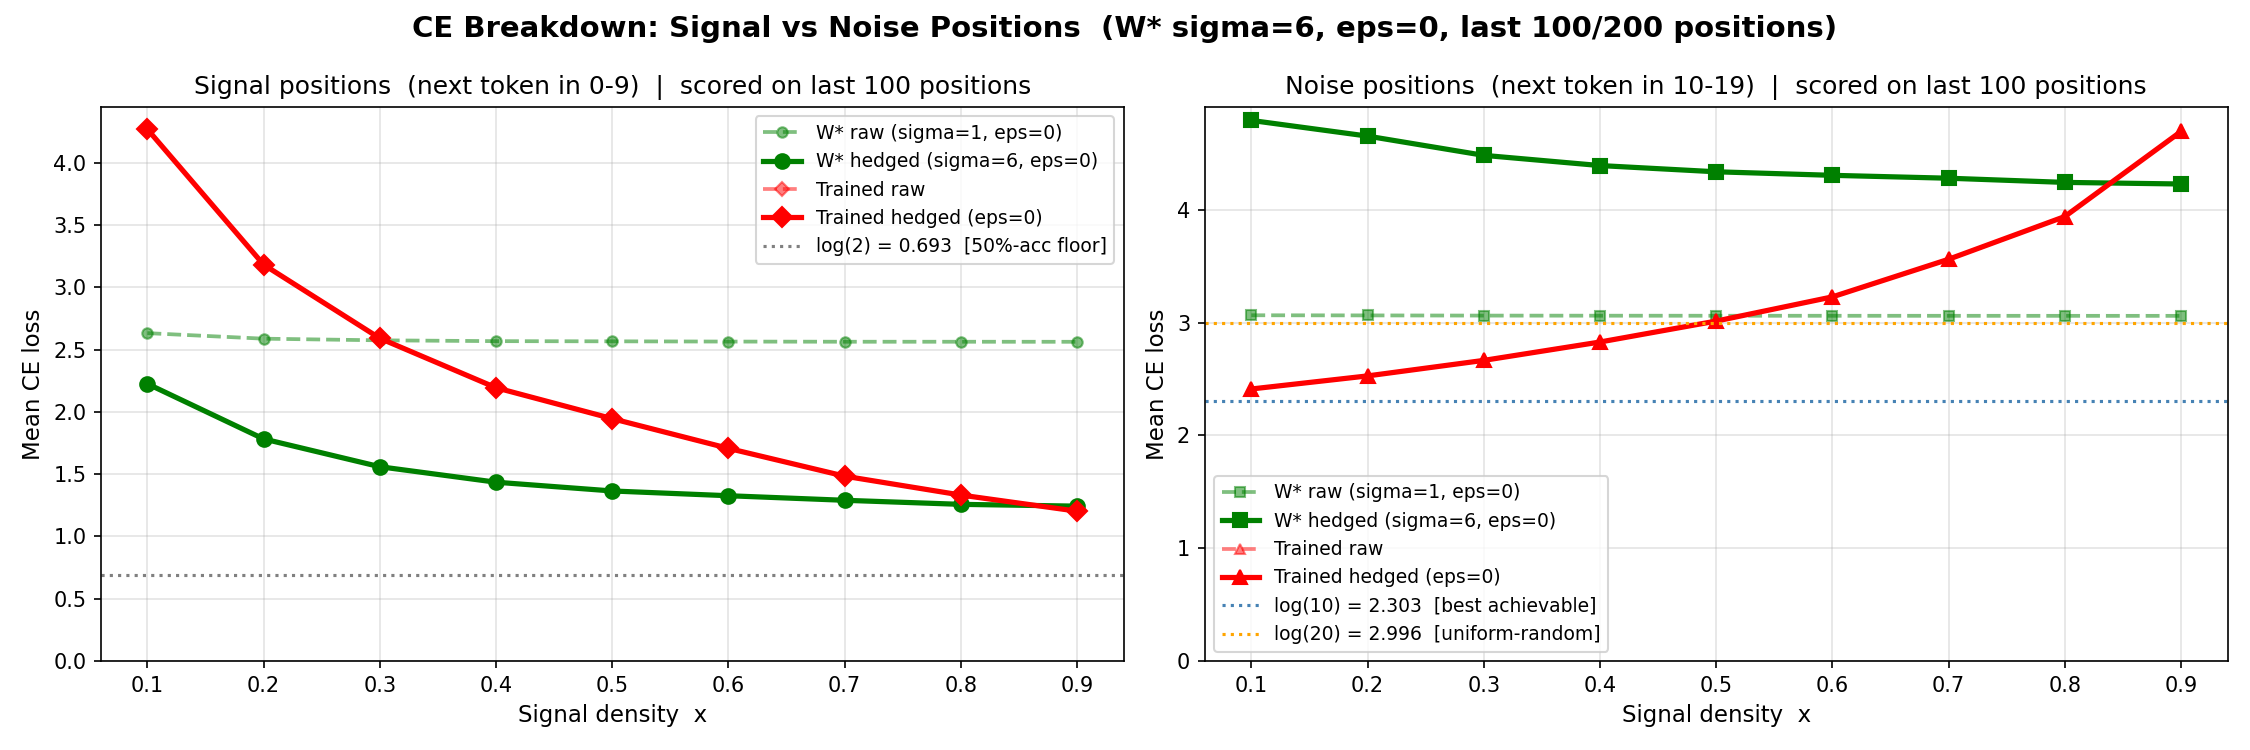 CE Breakdown: Signal vs Noise Positions  (W* sigma=6, eps=0, last 100/200 positions)
Signal positions  (next token in 0-9)  |  scored on last 100 positions
Mean CE loss
4.0
3.5
3.0
2.5
2.0
1.5
1.0
0.5
0.0
W* raw (sigma=1, eps=0)
W* hedged (sigma=6, eps=0)
Trained raw
Trained hedged (eps=0)
log(2) = 0.693  [50%-acc floor]
0.1 0.2 0.3 0.4 0.5 0.6 0.7 0.8 0.9
Signal density  x
Noise positions  (next token in 10-19)  |  scored on last 100 positions
Mean CE loss
4
3
2
1
0
W* raw (sigma=1, eps=0)
W* hedged (sigma=6, eps=0)
Trained raw
Trained hedged (eps=0)
log(10) = 2.303  [best achievable]
log(20) = 2.996  [uniform-random]
0.1 0.2 0.3 0.4 0.5 0.6 0.7 0.8 0.9
Signal density  x